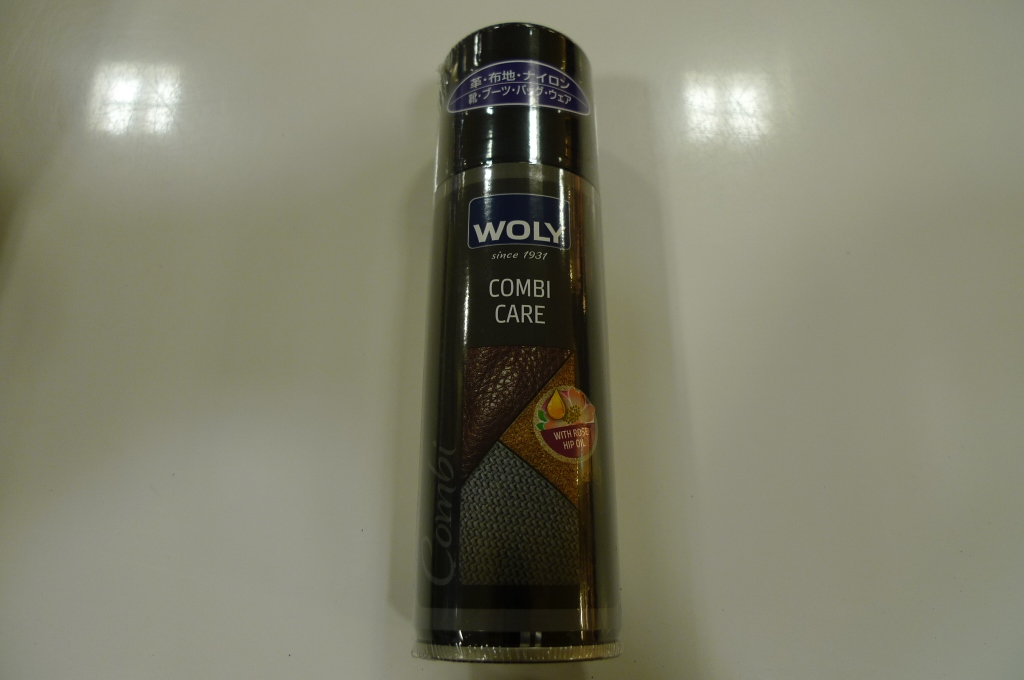 革・布地・ナイロン
靴・ブーツ・バッグ・ウェア
WOLY
since 1931
COMBI
CARE
WITH ROSE
HIP OIL
Combi